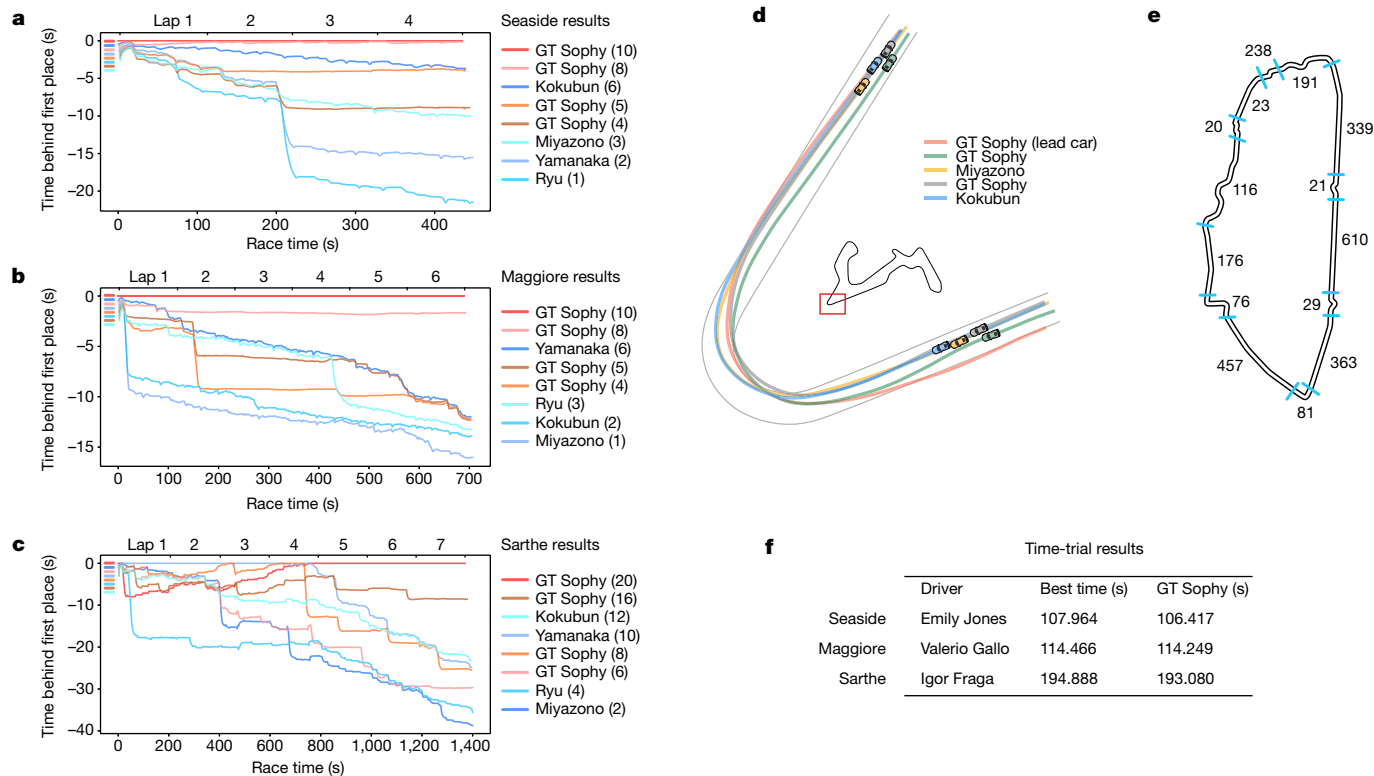 a
Lap 1 2 3 4
Seaside results
Time behind first place (s)
0
−5
−10
−15
−20
0 100 200 300 400
Race time (s)
GT Sophy (10)
GT Sophy (8)
Kokubun (6)
GT Sophy (5)
GT Sophy (4)
Miyazono (3)
Yamanaka (2)
Ryu (1)
b
Lap 1 2 3 4 5 6
Maggiore results
Time behind first place (s)
0
−5
−10
−15
0 100 200 300 400 500 600 700
Race time (s)
GT Sophy (10)
GT Sophy (8)
Yamanaka (6)
GT Sophy (5)
GT Sophy (4)
Ryu (3)
Kokubun (2)
Miyazono (1)
c
Lap 1 2 3 4 5 6 7
Sarthe results
Time behind first place (s)
0
−10
−20
−30
−40
0 200 400 600 800 1,000 1,200 1,400
Race time (s)
GT Sophy (20)
GT Sophy (16)
Kokubun (12)
Yamanaka (10)
GT Sophy (8)
GT Sophy (6)
Ryu (4)
Miyazono (2)
d
GT Sophy (lead car)
GT Sophy
Miyazono
GT Sophy
Kokubun
e
238
191
23
20
339
116
21
610
176
76
29
457
363
81
f
Time-trial results
Driver Best time (s) GT Sophy (s)
Seaside Emily Jones 107.964 106.417
Maggiore Valerio Gallo 114.466 114.249
Sarthe Igor Fraga 194.888 193.080